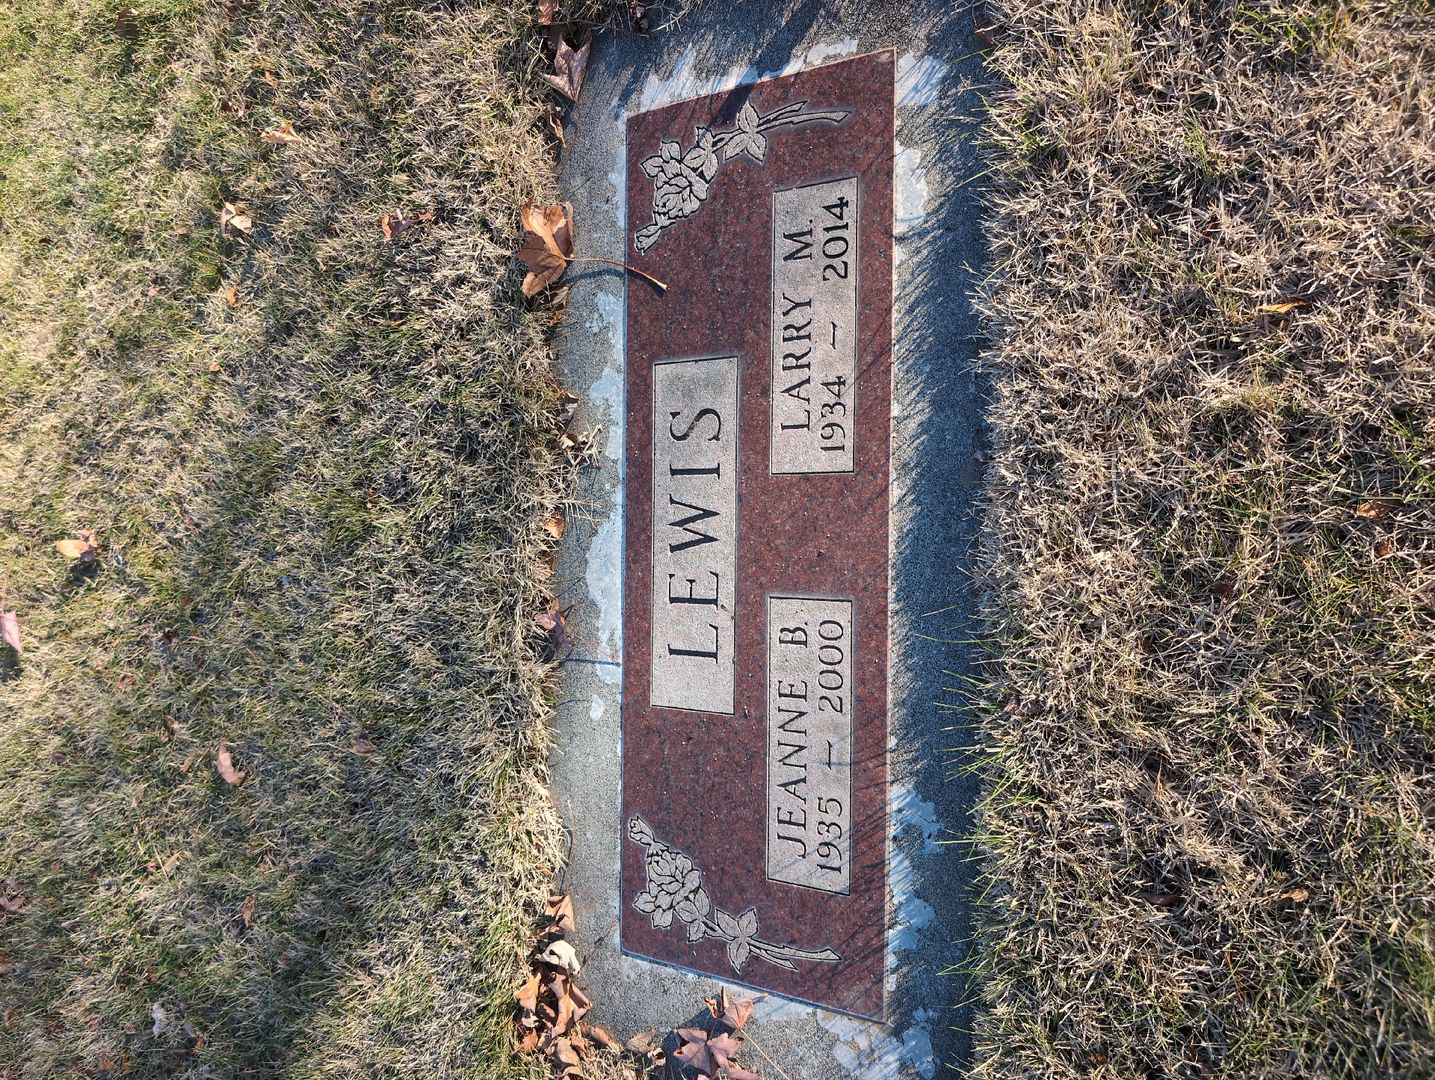 LEWIS
JEANNE B.
1935 — 2000
LARRY M.
1934 — 2014